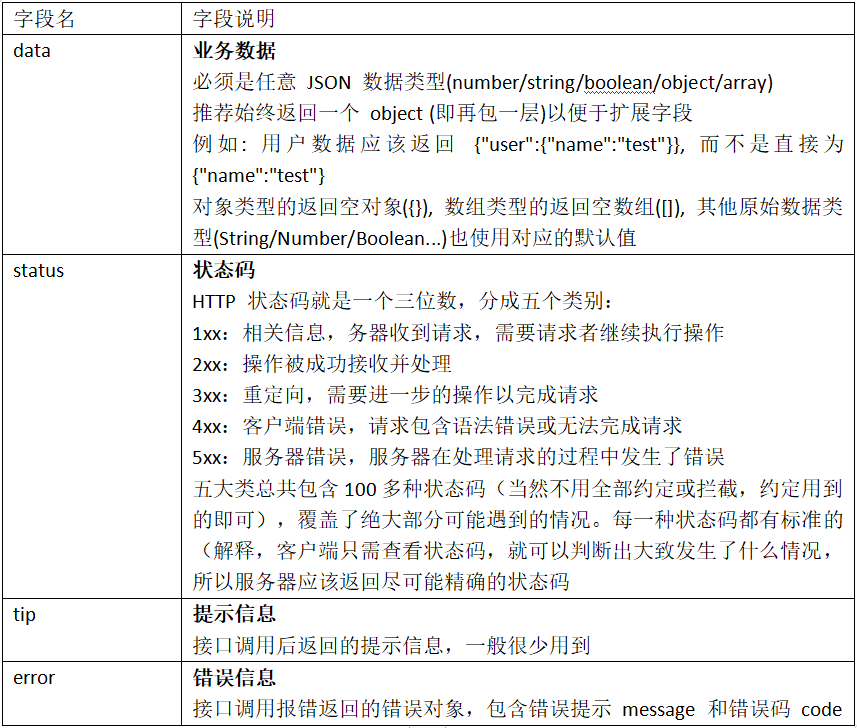 字段名 字段说明
data 业务数据
必须是任意 JSON 数据类型(number/string/boolean/object/array)
推荐始终返回一个 object (即再包一层)以便于扩展字段
例如: 用户数据应该返回 {"user":{"name":"test"}}, 而不是直接为
{"name":"test"}
对象类型的返回空对象({}), 数组类型的返回空数组([]), 其他原始数据类
型(String/Number/Boolean...)也使用对应的默认值
status 状态码
HTTP 状态码就是一个三位数，分成五个类别：
1xx：相关信息，务器收到请求，需要请求者继续执行操作
2xx：操作被成功接收并处理
3xx：重定向，需要进一步的操作以完成请求
4xx：客户端错误，请求包含语法错误或无法完成请求
5xx：服务器错误，服务器在处理请求的过程中发生了错误
五大类总共包含 100 多种状态码（当然不用全部约定或拦截，约定用到
的即可），覆盖了绝大部分可能遇到的情况。每一种状态码都有标准的
（解释，客户端只需查看状态码，就可以判断出大致发生了什么情况，
所以服务器应该返回尽可能精确的状态码
tip 提示信息
接口调用后返回的提示信息，一般很少用到
error 错误信息
接口调用报错返回的错误对象，包含错误提示 message 和错误码 code